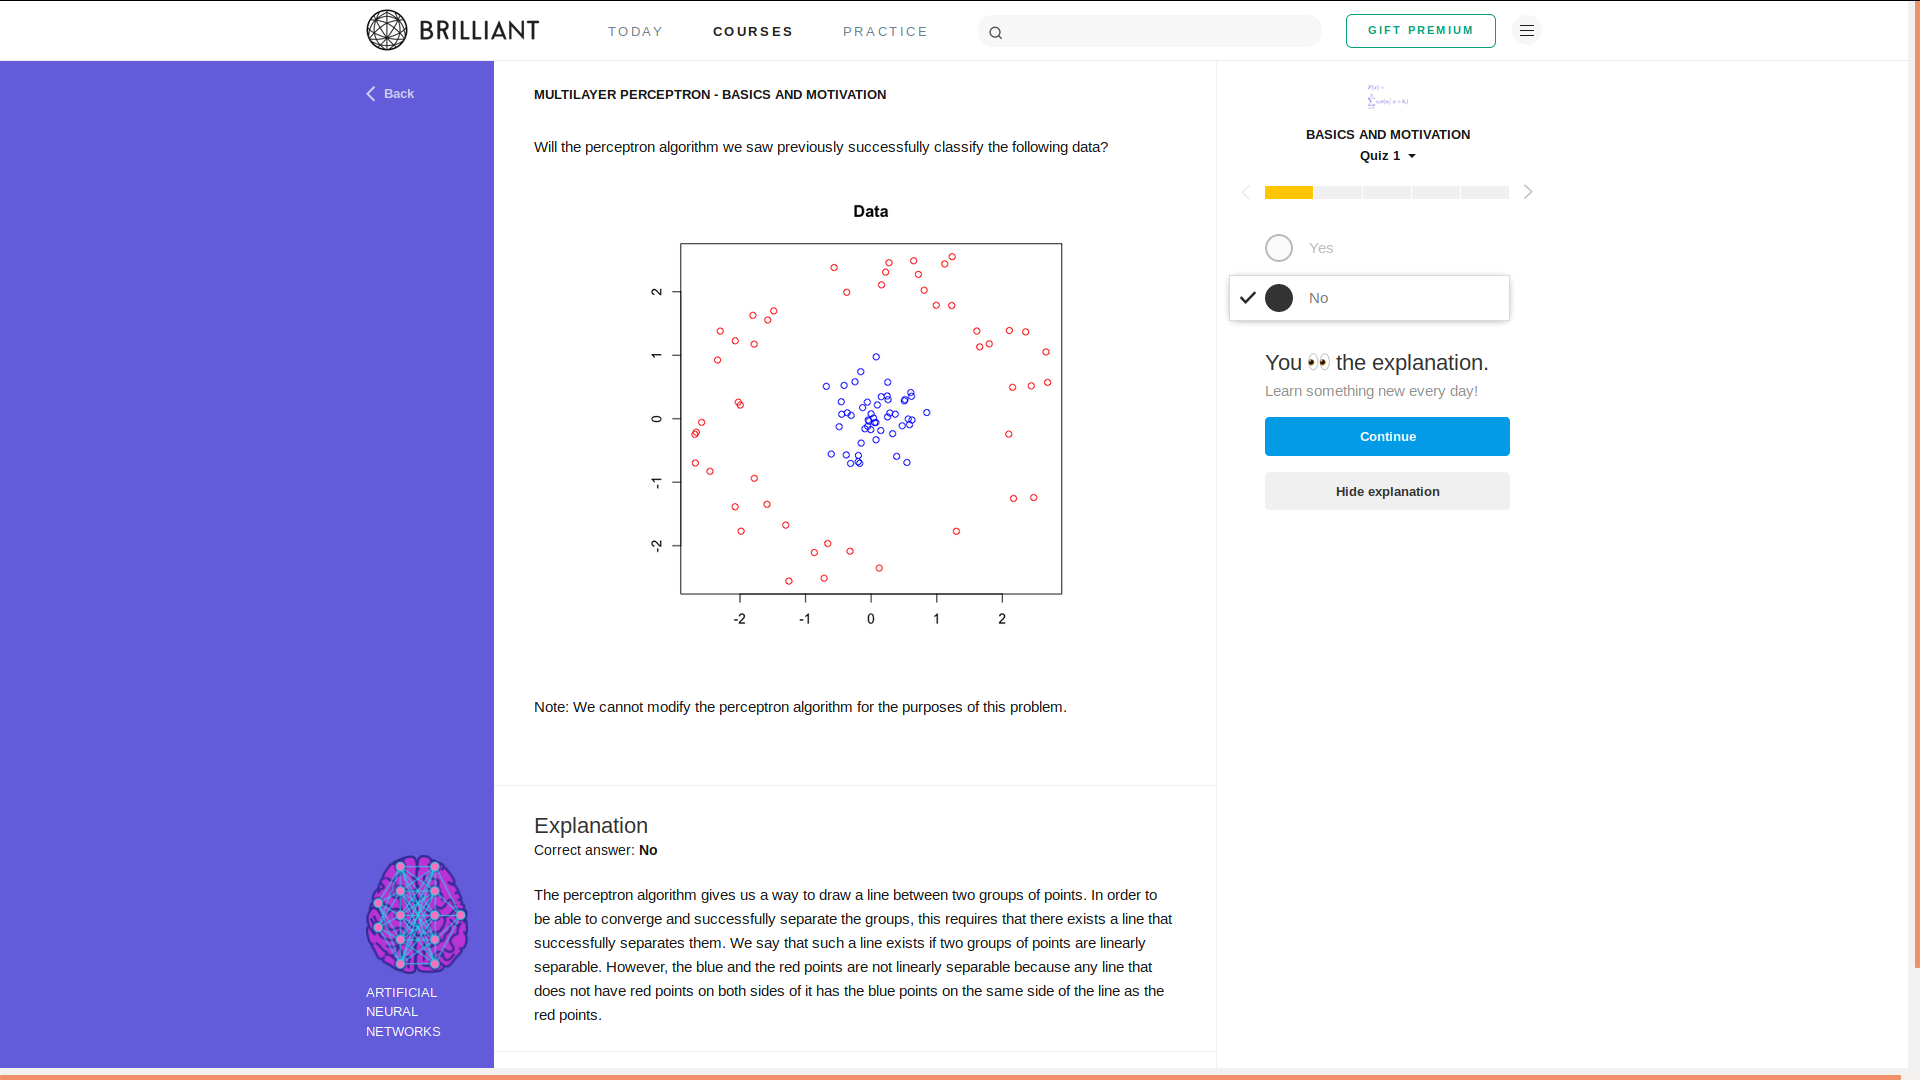 BRILLIANT
TODAY
COURSES
PRACTICE
GIFT PREMIUM
Back
MULTILAYER PERCEPTRON - BASICS AND MOTIVATION
Will the perceptron algorithm we saw previously successfully classify the following data?
Data
2
1
0
-1
-2
-2 -1 0 1 2
Note: We cannot modify the perceptron algorithm for the purposes of this problem.
Explanation
Correct answer: No
The perceptron algorithm gives us a way to draw a line between two groups of points. In order to
be able to converge and successfully separate the groups, this requires that there exists a line that
successfully separates them. We say that such a line exists if two groups of points are linearly
separable. However, the blue and the red points are not linearly separable because any line that
does not have red points on both sides of it has the blue points on the same side of the line as the
red points.
BASICS AND MOTIVATION
Quiz 1
Yes
No
You 👀 the explanation.
Learn something new every day!
Continue
Hide explanation
ARTIFICIAL
NEURAL
NETWORKS